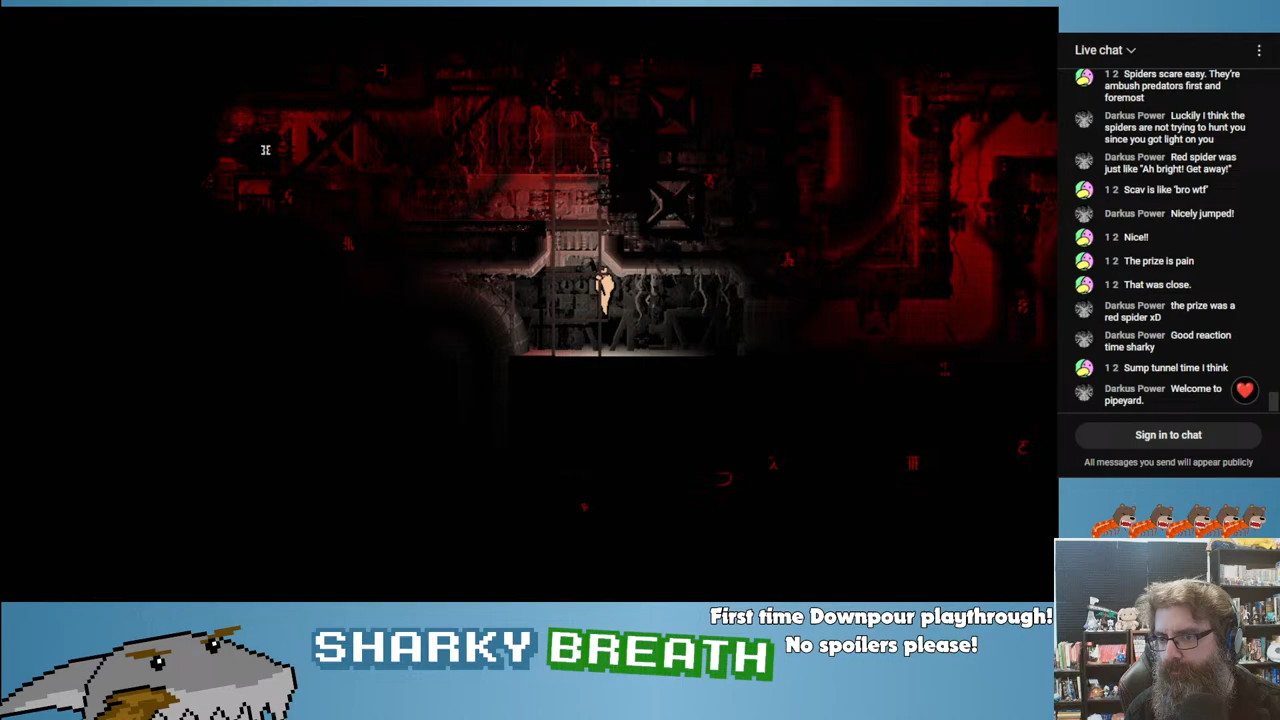 Live chat
1 2 Spiders scare easy. They're
ambush predators first and
foremost
Darkus Power Luckily I think the
spiders are not trying to hunt you
since you got light on you
Darkus Power Red spider was
just like "Ah bright! Get away!"
1 2 Scav is like 'bro wtf'
Darkus Power Nicely jumped!
1 2 Nice!!
1 2 The prize is pain
1 2 That was close.
Darkus Power the prize was a
red spider xD
Darkus Power Good reaction
time sharky
1 2 Sump tunnel time I think
Darkus Power Welcome to
pipeyard.
Sign in to chat
All messages you send will appear publicly
First time Downpour playthrough!
No spoilers please!
SHARKY BREATH